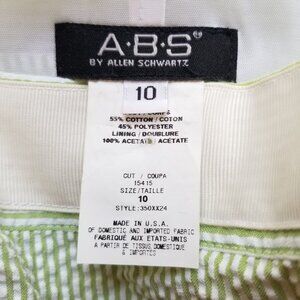 A.B.S®
BY ALLEN SCHWARTZ
10
55% COTTON / COTON
45% POLYESTER
LINING / DOUBLURE
100% ACETATE / ACETATE
CUT / COUPA
15415
SIZE/TAILLE
10
STYLE:350XX24
MADE IN U.S.A.
OF DOMESTIC AND IMPORTED FABRIC
FABRIQUÉ AUX ETATS-UNIS
A PARTIR DE TISSUS DOMESTIQUE
& IMPORTES